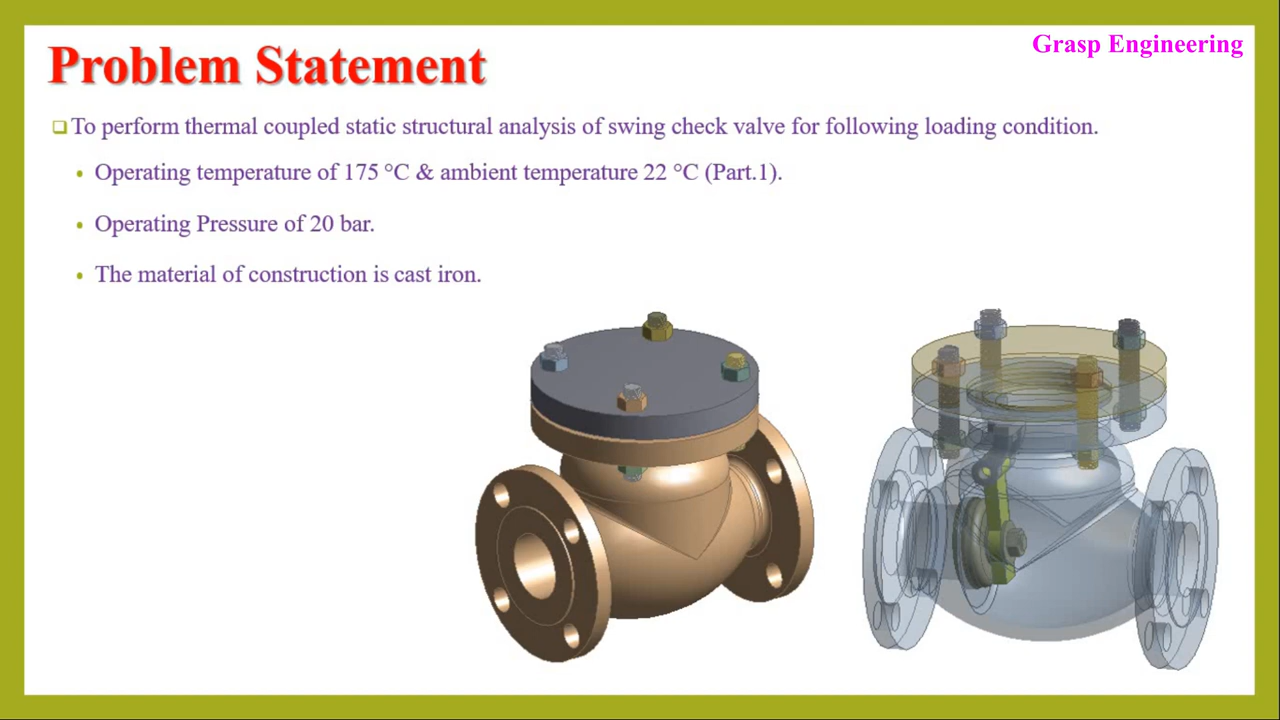 Grasp Engineering
Problem Statement
To perform thermal coupled static structural analysis of swing check valve for following loading condition.
Operating temperature of 175 °C & ambient temperature 22 °C (Part.1).
Operating Pressure of 20 bar.
The material of construction is cast iron.